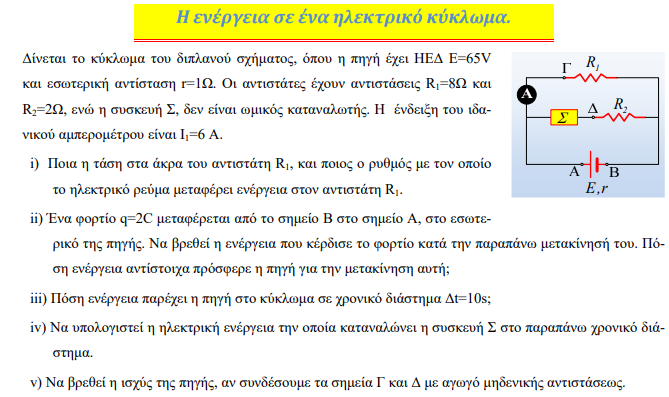 Η ενέργεια σε ένα ηλεκτρικό κύκλωμα.
Δίνεται το κύκλωμα του διπλανού σχήματος, όπου η πηγή έχει ΗΕΔ Ε=65V
και εσωτερική αντίσταση r=1Ω. Οι αντιστάτες έχουν αντιστάσεις R₁=8Ω και
R₂=2Ω, ενώ η συσκευή Σ, δεν είναι ωμικός καταναλωτής. Η ένδειξη του ιδα-
νικού αμπερομέτρου είναι Ι₁=6 Α.
i) Ποια η τάση στα άκρα του αντιστάτη R₁, και ποιος ο ρυθμός με τον οποίο
το ηλεκτρικό ρεύμα μεταφέρει ενέργεια στον αντιστάτη R₁.
ii) Ένα φορτίο q=2C μεταφέρεται από το σημείο Β στο σημείο Α, στο εσωτε-
ρικό της πηγής. Να βρεθεί η ενέργεια που κέρδισε το φορτίο κατά την παραπάνω μετακίνησή του. Πό-
ση ενέργεια αντίστοιχα πρόσφερε η πηγή για την μετακίνηση αυτή;
iii) Πόση ενέργεια παρέχει η πηγή στο κύκλωμα σε χρονικό διάστημα Δt=10s;
iv) Να υπολογιστεί η ηλεκτρική ενέργεια την οποία καταναλώνει η συσκευή Σ στο παραπάνω χρονικό διά-
στημα.
v) Να βρεθεί η ισχύς της πηγής, αν συνδέσουμε τα σημεία Γ και Δ με αγωγό μηδενικής αντιστάσεως.
Γ R₁
A
Σ Δ R₂
Α Β
E,r